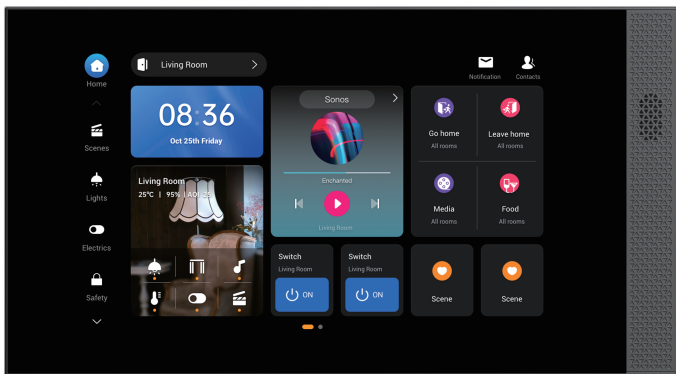 Living Room
Home
Notification
Contacts
08:36
Oct 25th Friday
Sonos
Enchanted
Living Room
Go home
All rooms
Leave home
All rooms
Media
All rooms
Food
All rooms
Scenes
Lights
Electrics
Safety
Living Room
25°C | 95% | AQI 25
Switch
Living Room
ON
Switch
Living Room
ON
Scene
Scene